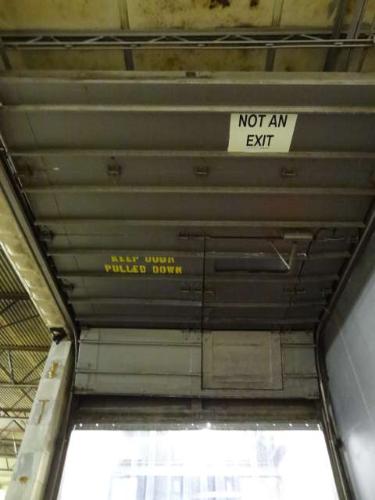 NOT AN
EXIT
KEEP DOOR
PULLED DOWN